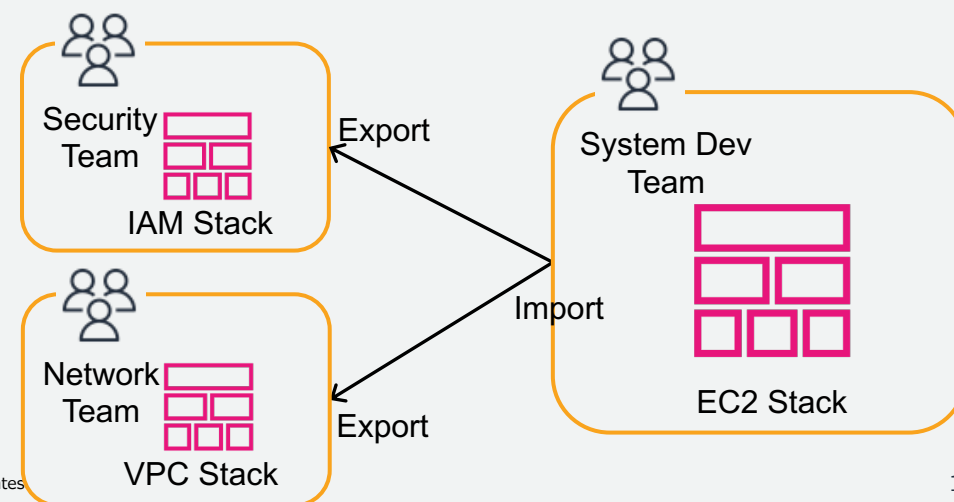 Security
Team
IAM Stack
Export
System Dev
Team
Import
EC2 Stack
Network
Team
VPC Stack
Export